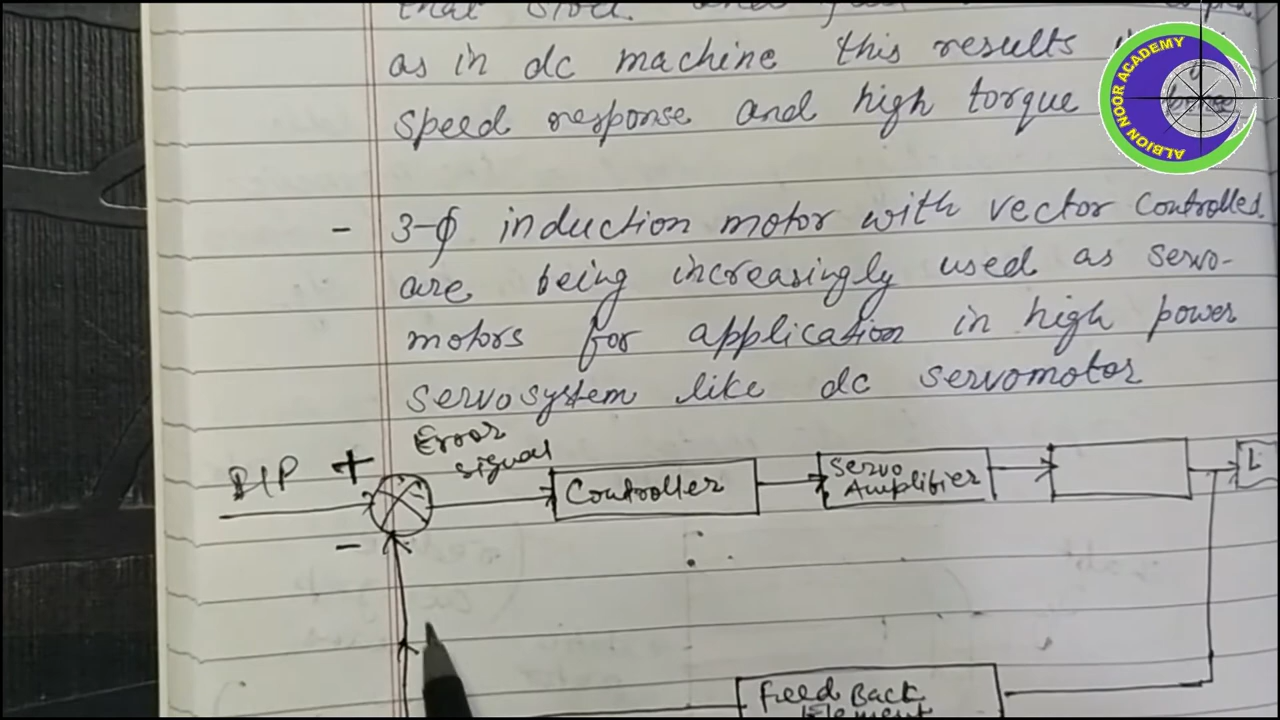 as in dc machine this results
speed response and high torque
ALBION NOOR ACADEMY
- 3-ϕ induction motor with vector controlled
are being increasingly used as servo-
motors for application in high power
servosystem like dc servomotor
Error
signal
I/P +
Controller
Servo
Amplifier
L
-
Feed Back
Element